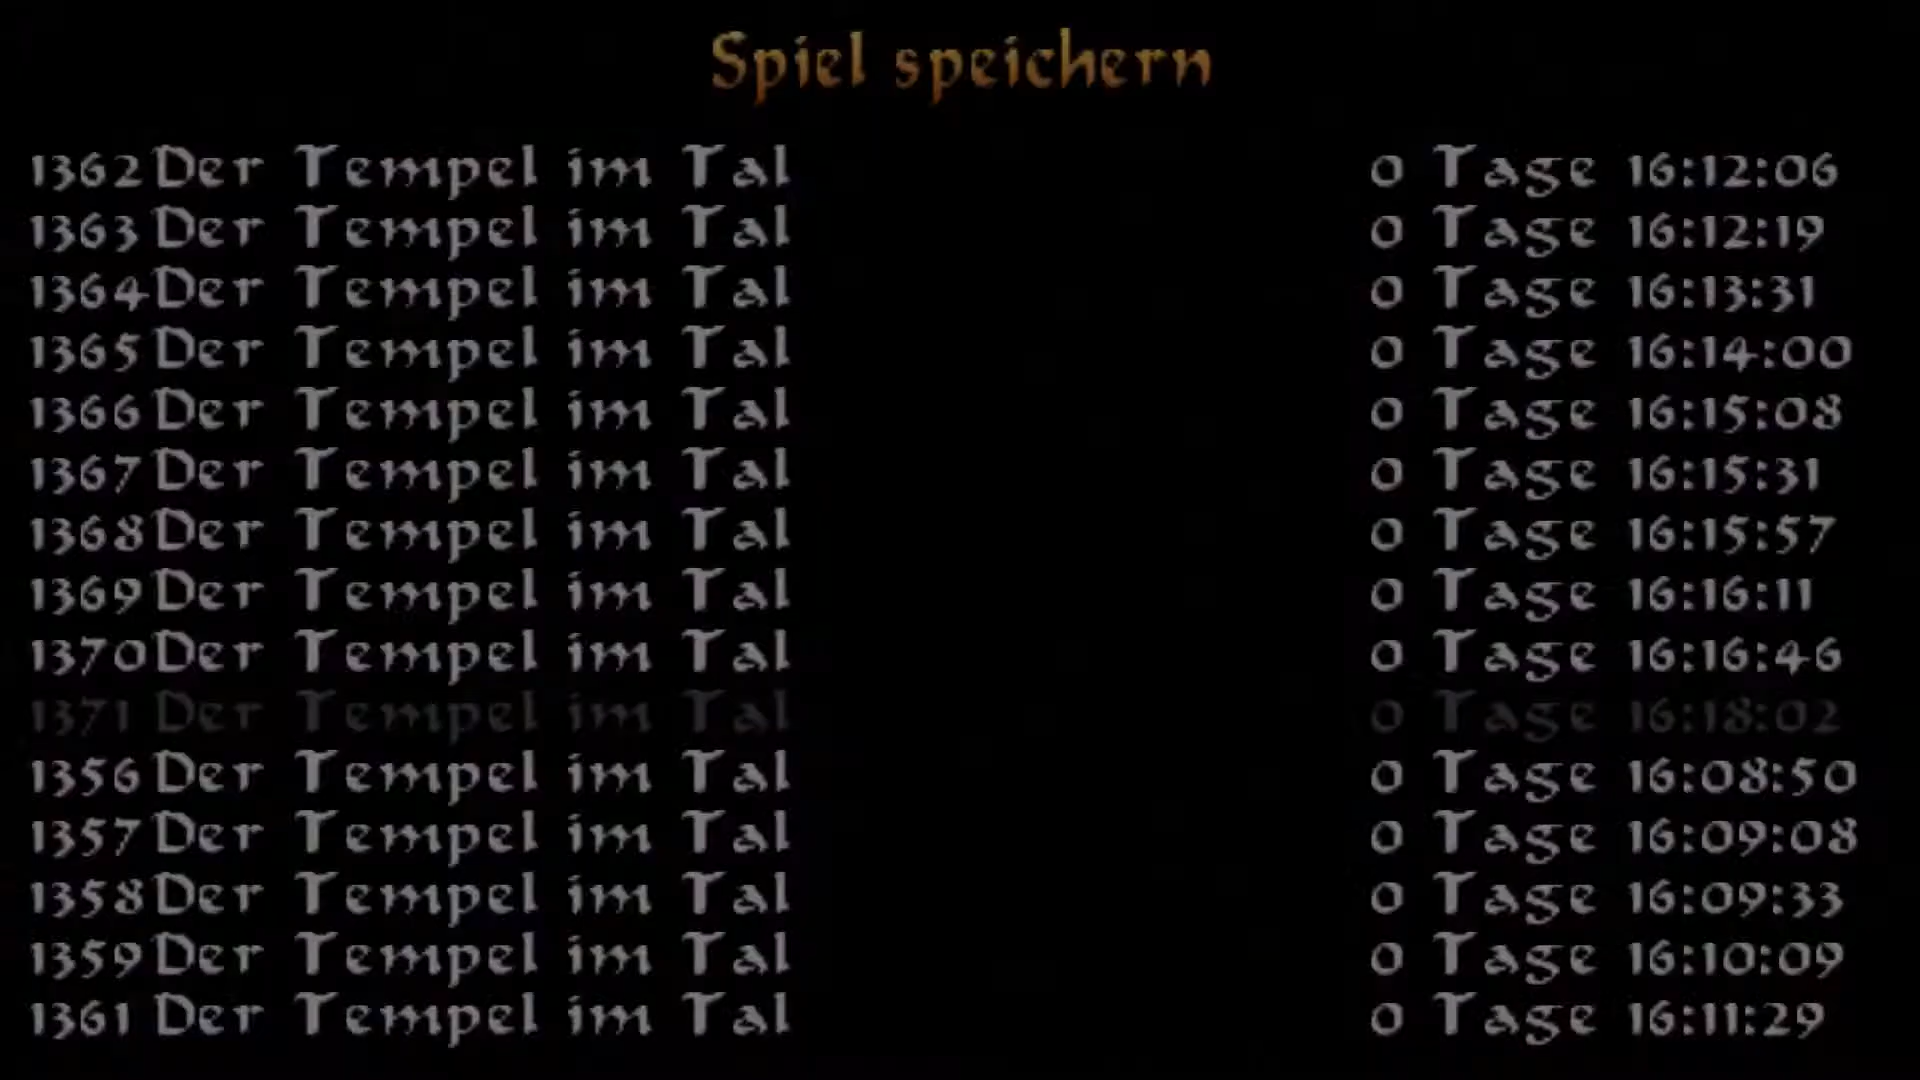 Spiel speichern
1362 Der Tempel im Tal 0 Tage 16:12:06
1363 Der Tempel im Tal 0 Tage 16:12:19
1364 Der Tempel im Tal 0 Tage 16:13:31
1365 Der Tempel im Tal 0 Tage 16:14:00
1366 Der Tempel im Tal 0 Tage 16:15:08
1367 Der Tempel im Tal 0 Tage 16:15:31
1368 Der Tempel im Tal 0 Tage 16:15:57
1369 Der Tempel im Tal 0 Tage 16:16:11
1370 Der Tempel im Tal 0 Tage 16:16:46
1371 Der Tempel im Tal 0 Tage 16:18:02
1356 Der Tempel im Tal 0 Tage 16:08:50
1357 Der Tempel im Tal 0 Tage 16:09:08
1358 Der Tempel im Tal 0 Tage 16:09:33
1359 Der Tempel im Tal 0 Tage 16:10:09
1361 Der Tempel im Tal 0 Tage 16:11:29